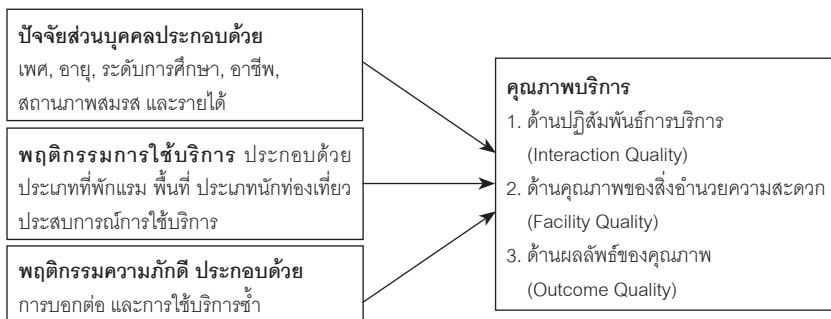 ปัจจัยส่วนบุคคลประกอบด้วย
เพศ, อายุ, ระดับการศึกษา, อาชีพ,
สถานภาพสมรส และรายได้
พฤติกรรมการใช้บริการ ประกอบด้วย
ประเภทที่พักแรม พื้นที่ ประเภทนักท่องเที่ยว
ประสบการณ์การใช้บริการ
พฤติกรรมความภักดี ประกอบด้วย
การบอกต่อ และการใช้บริการซ้ำ
คุณภาพบริการ
1. ด้านปฏิสัมพันธ์การบริการ
(Interaction Quality)
2. ด้านคุณภาพของสิ่งอำนวยความสะดวก
(Facility Quality)
3. ด้านผลลัพธ์ของคุณภาพ
(Outcome Quality)